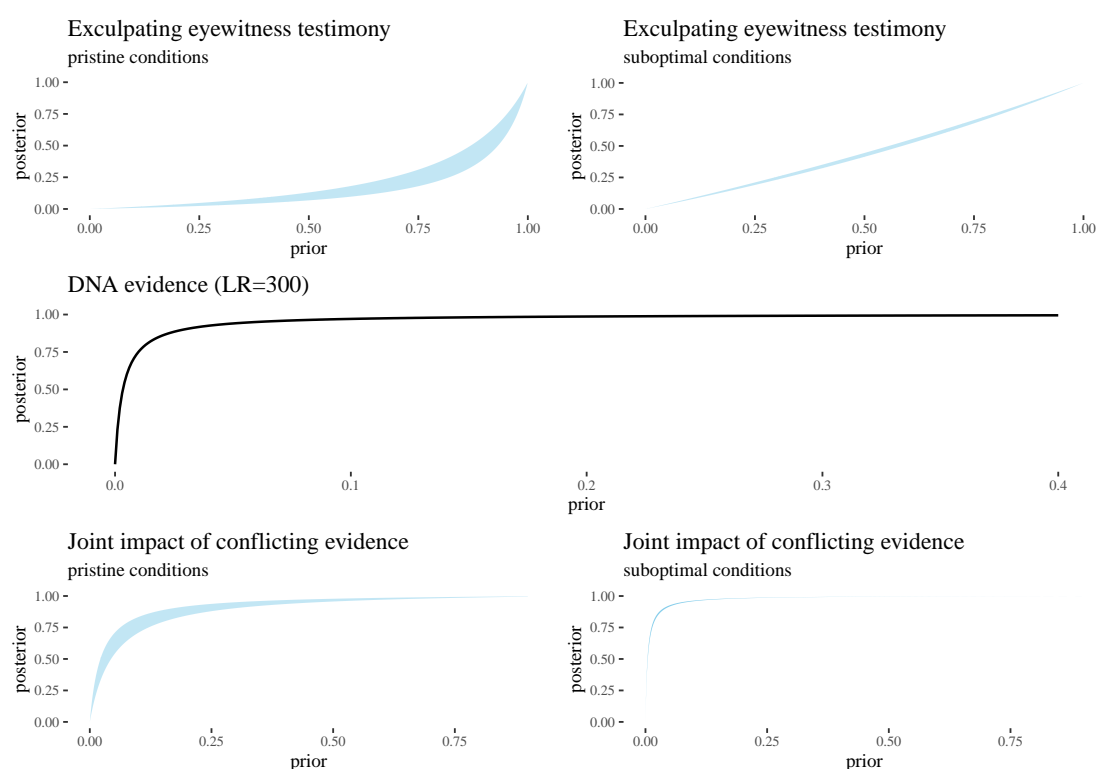 Exculpating eyewitness testimony
pristine conditions
1.00
0.75
0.50
0.25
0.00
posterior
0.00 0.25 0.50 0.75 1.00
prior
Exculpating eyewitness testimony
suboptimal conditions
1.00
0.75
0.50
0.25
0.00
posterior
0.00 0.25 0.50 0.75 1.00
prior
DNA evidence (LR=300)
1.00
0.75
0.50
0.25
0.00
posterior
0.0 0.1 0.2 0.3 0.4
prior
Joint impact of conflicting evidence
pristine conditions
1.00
0.75
0.50
0.25
0.00
posterior
0.00 0.25 0.50 0.75
prior
Joint impact of conflicting evidence
suboptimal conditions
1.00
0.75
0.50
0.25
0.00
posterior
0.00 0.25 0.50 0.75
prior